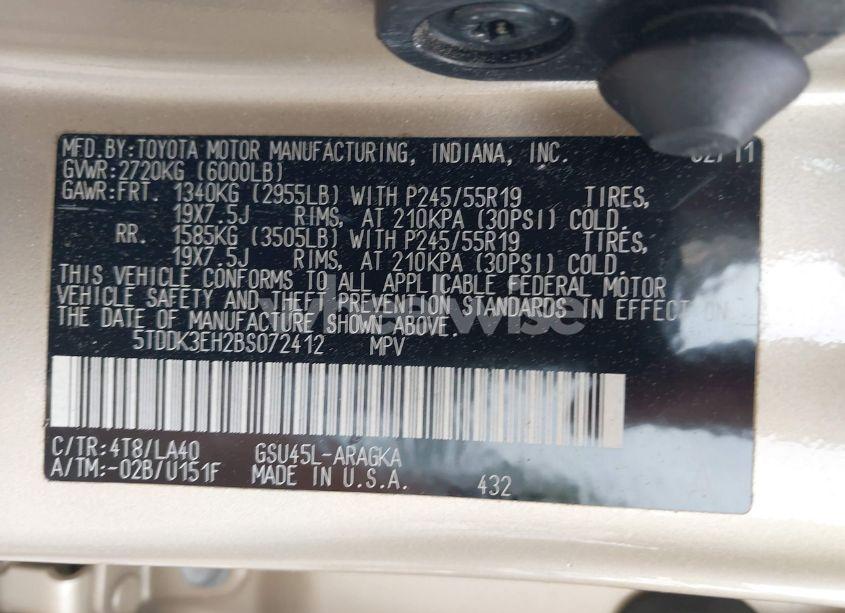 MFD.BY:TOYOTA MOTOR MANUFACTURING, INDIANA, INC. 02/11
GVWR:2720KG (6000LB)
GAWR:FRT. 1340KG (2955LB) WITH P245/55R19 TIRES,
19X7.5J RIMS, AT 210KPA (30PSI) COLD.
RR. 1585KG (3505LB) WITH P245/55R19 TIRES,
19X7.5J RIMS, AT 210KPA (30PSI) COLD.
THIS VEHICLE CONFORMS TO ALL APPLICABLE FEDERAL MOTOR
VEHICLE SAFETY AND THEFT PREVENTION STANDARDS IN EFFECT ON
THE DATE OF MANUFACTURE SHOWN ABOVE.
5TDDK3EH2BS072412 MPV
C/TR:4T8/LA40 GSU45L-ARAGKA
A/TM:-02B/U151F MADE IN U.S.A. 432